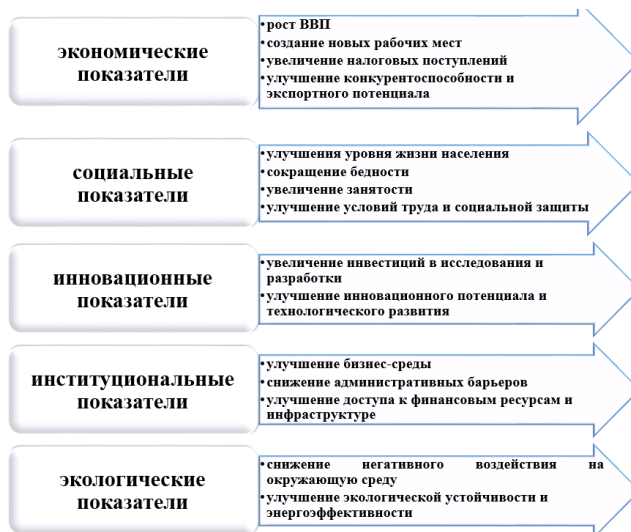 экономические
показатели
•рост ВВП
•создание новых рабочих мест
•увеличение налоговых поступлений
•улучшение конкурентоспособности и
экспортного потенциала
социальные
показатели
•улучшения уровня жизни населения
•сокращение бедности
•увеличение занятости
•улучшение условий труда и социальной защиты
инновационные
показатели
•увеличение инвестиций в исследования и
разработки
•улучшение инновационного потенциала и
технологического развития
институциональные
показатели
•улучшение бизнес-среды
•снижение административных барьеров
•улучшение доступа к финансовым ресурсам и
инфраструктуре
экологические
показатели
•снижение негативного воздействия на
окружающую среду
•улучшение экологической устойчивости и
энергоэффективности